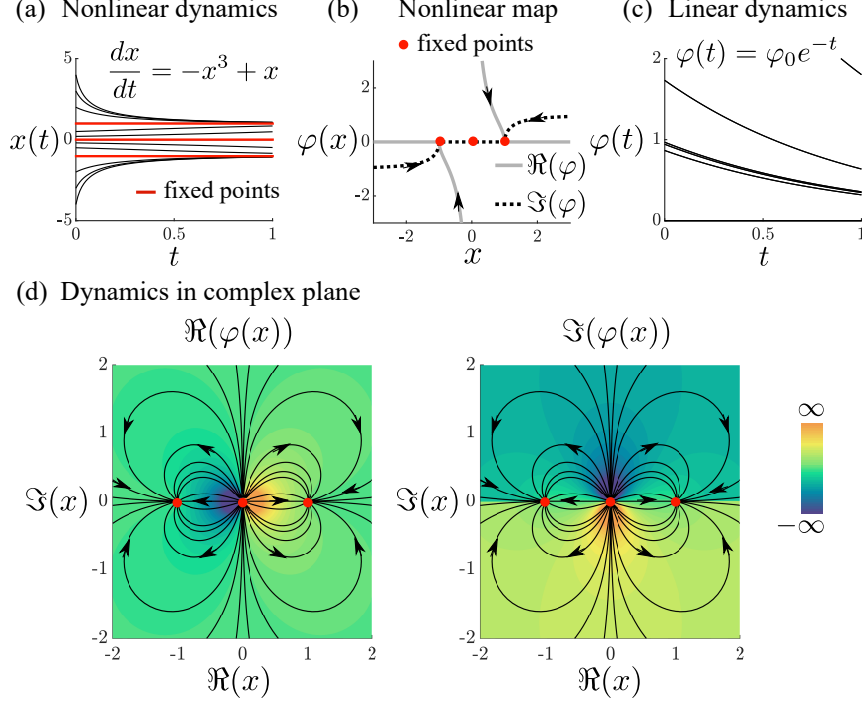 (a) Nonlinear dynamics
dx/dt = −x³ + x
x(t)
5
0
-5
fixed points
0
0.5
1
t
(b) Nonlinear map
fixed points
φ(x)
2
0
-2
ℜ(φ)
ℑ(φ)
-2
0
2
x
(c) Linear dynamics
φ(t) = φ₀e⁻ᵗ
φ(t)
2
1
0
0
0.5
1
t
(d) Dynamics in complex plane
ℜ(φ(x))
ℑ(x)
2
1
0
-1
-2
-2
-1
0
1
2
ℜ(x)
ℑ(φ(x))
ℑ(x)
2
1
0
-1
-2
-2
-1
0
1
2
ℜ(x)
∞
−∞